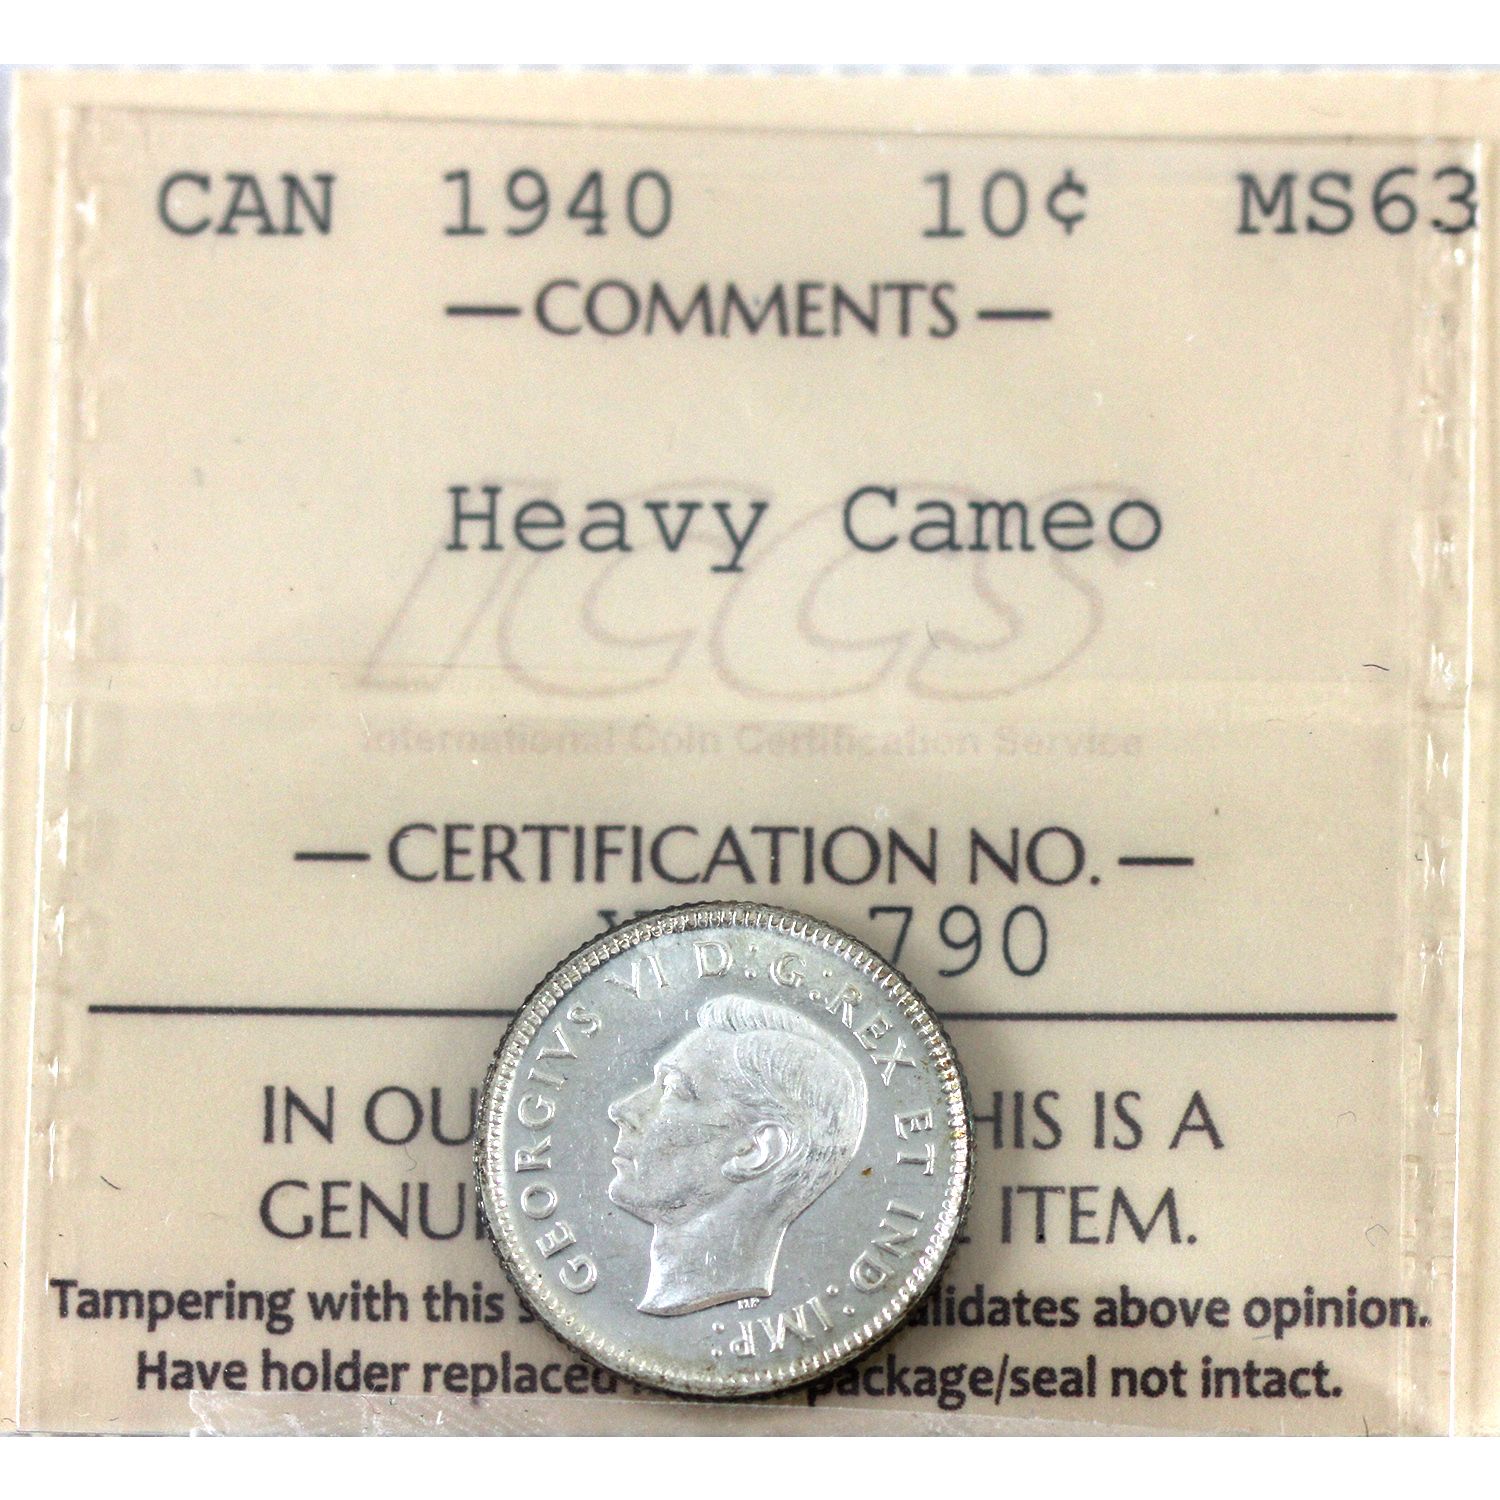 CAN 1940 10¢ MS63
— COMMENTS —
Heavy Cameo
ICCS
International Coin Certification Service
— CERTIFICATION NO. —
790
IN OU HIS IS A
GENU ITEM.
Tampering with this s lidates above opinion.
Have holder replaced package/seal not intact.
GEORGIVS VI D:G:REX ET IND:IMP:
HP